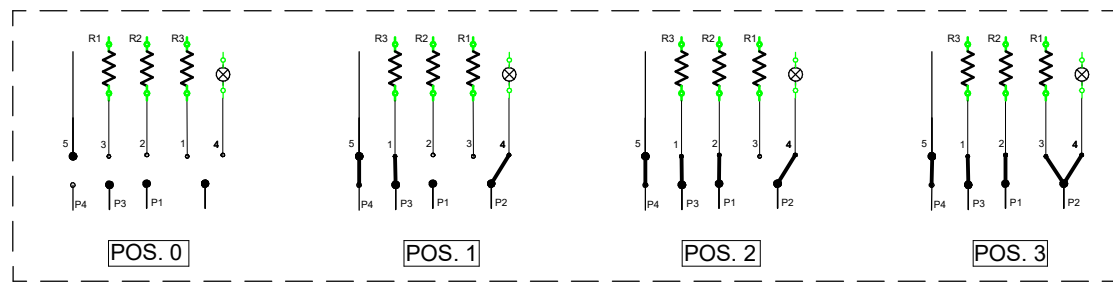 R1 R2 R3
5 3 2 1 4
P4 P3 P1
POS. 0
R3 R2 R1
5 1 2 3 4
P4 P3 P1 P2
POS. 1
R3 R2 R1
5 1 2 3 4
P4 P3 P1 P2
POS. 2
R3 R2 R1
5 1 2 3 4
P4 P3 P1 P2
POS. 3